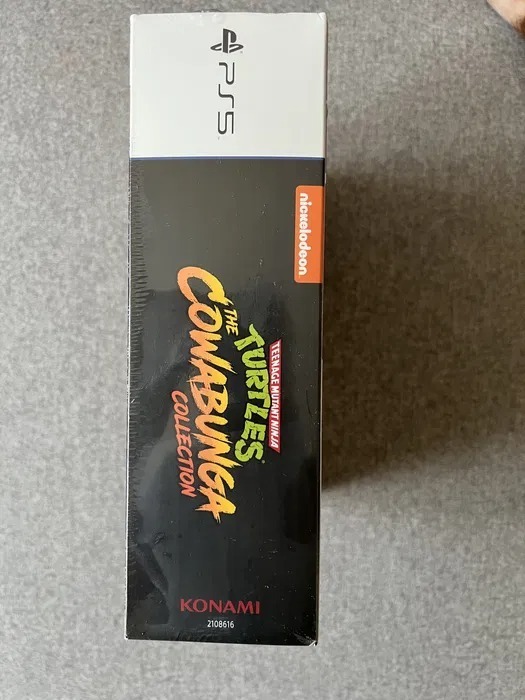 PS5
nickelodeon
TEENAGE MUTANT NINJA
TURTLES
THE
COWABUNGA
COLLECTION
KONAMI
2108616